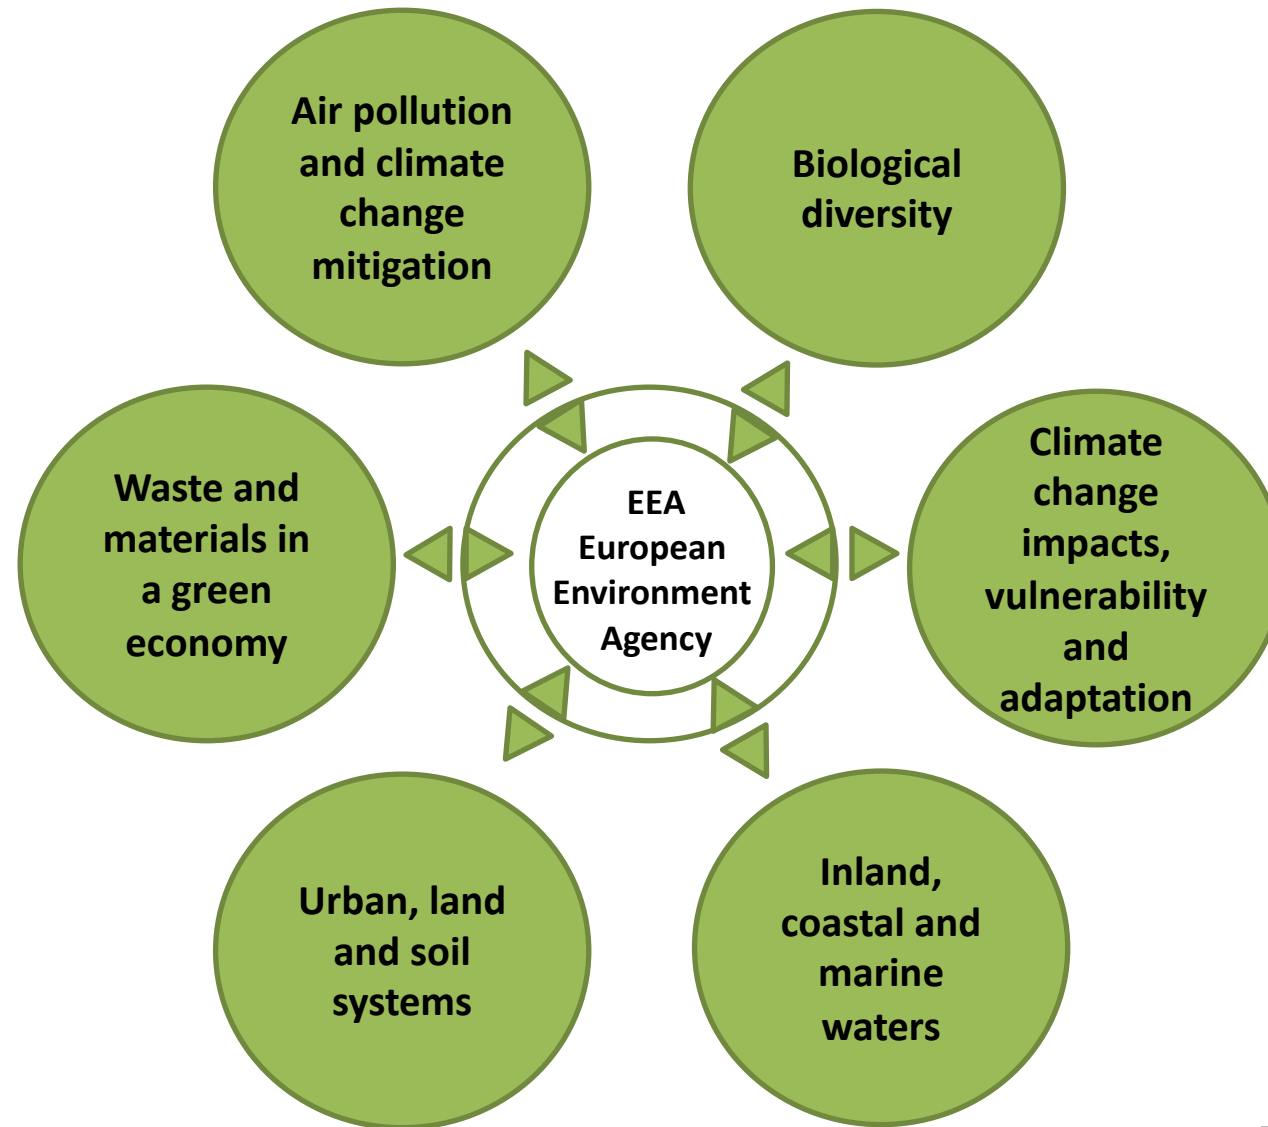 Air pollution
and climate
change
mitigation
Biological
diversity
Waste and
materials in
a green
economy
EEA
European
Environment
Agency
Climate
change
impacts,
vulnerability
and
adaptation
Urban, land
and soil
systems
Inland,
coastal and
marine
waters